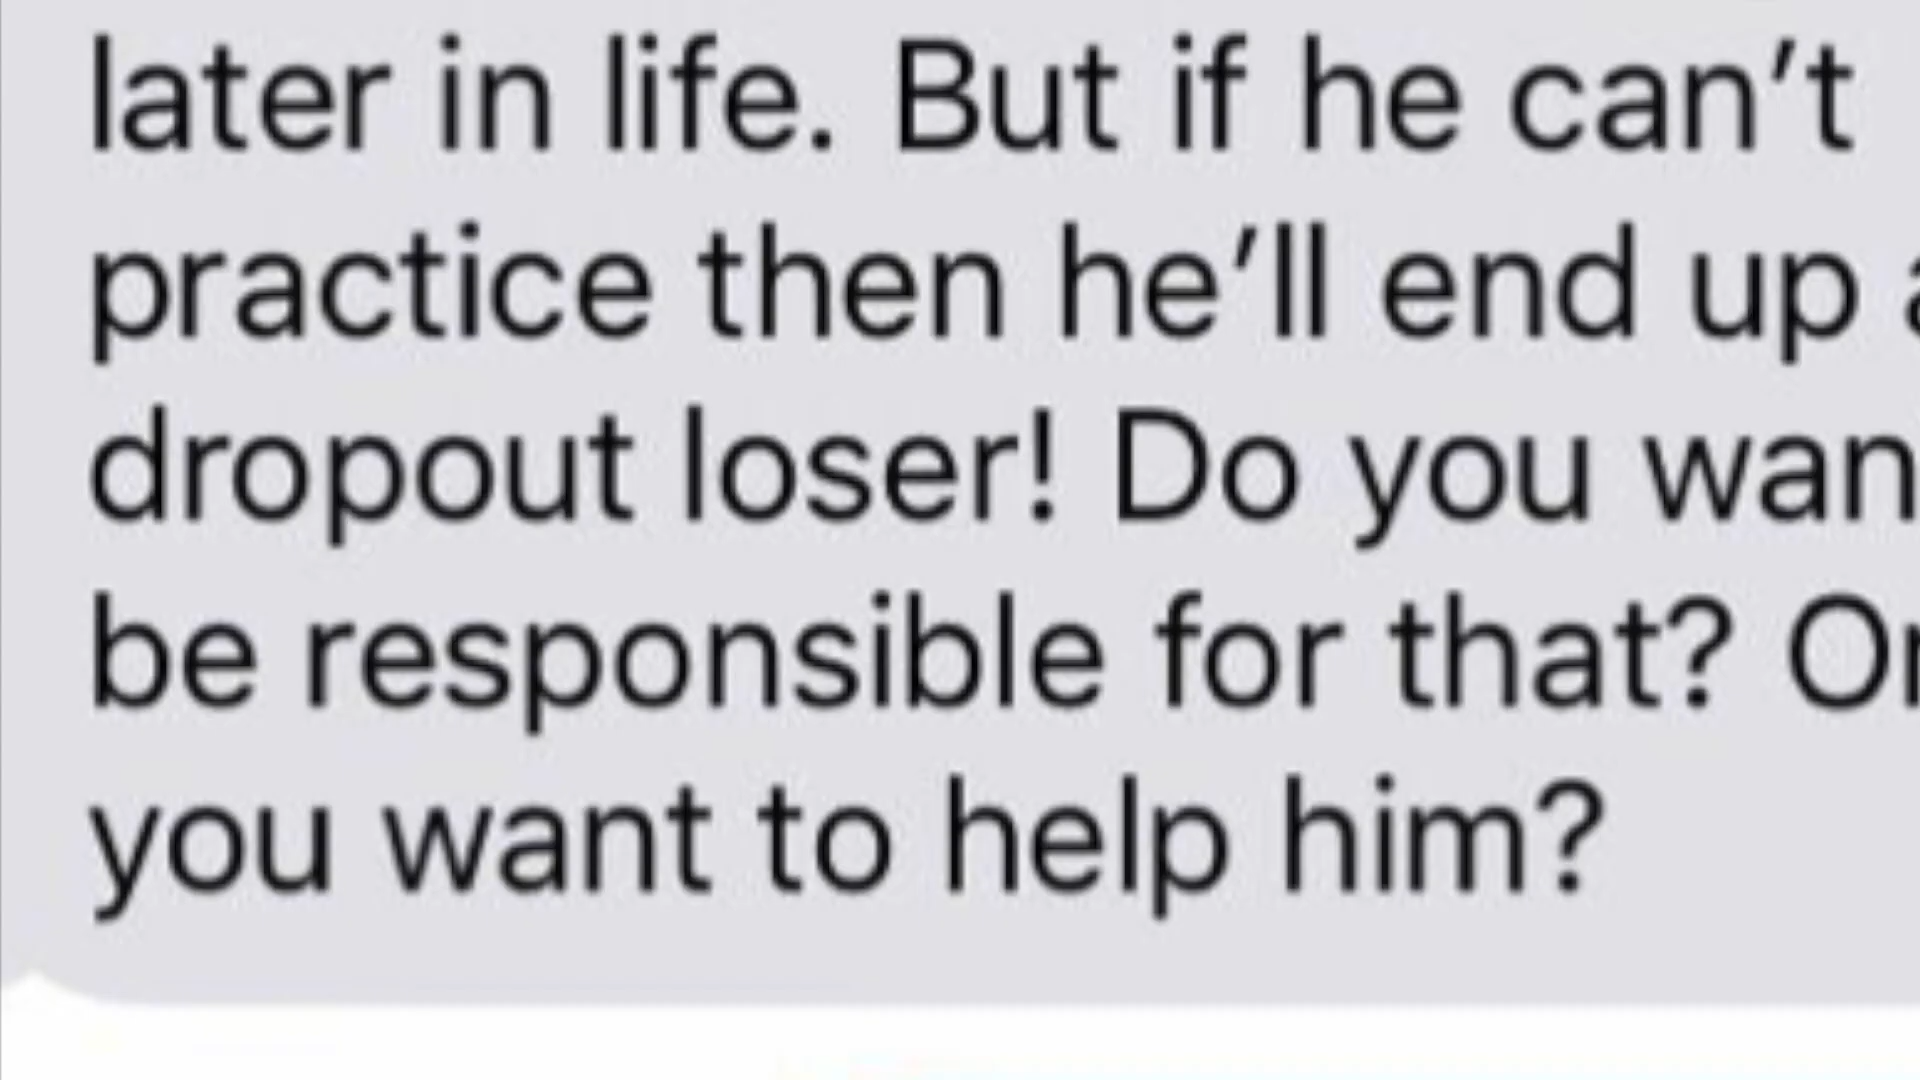 later in life. But if he can’t
practice then he’ll end up
dropout loser! Do you
be responsible for that? Or
you want to help him?